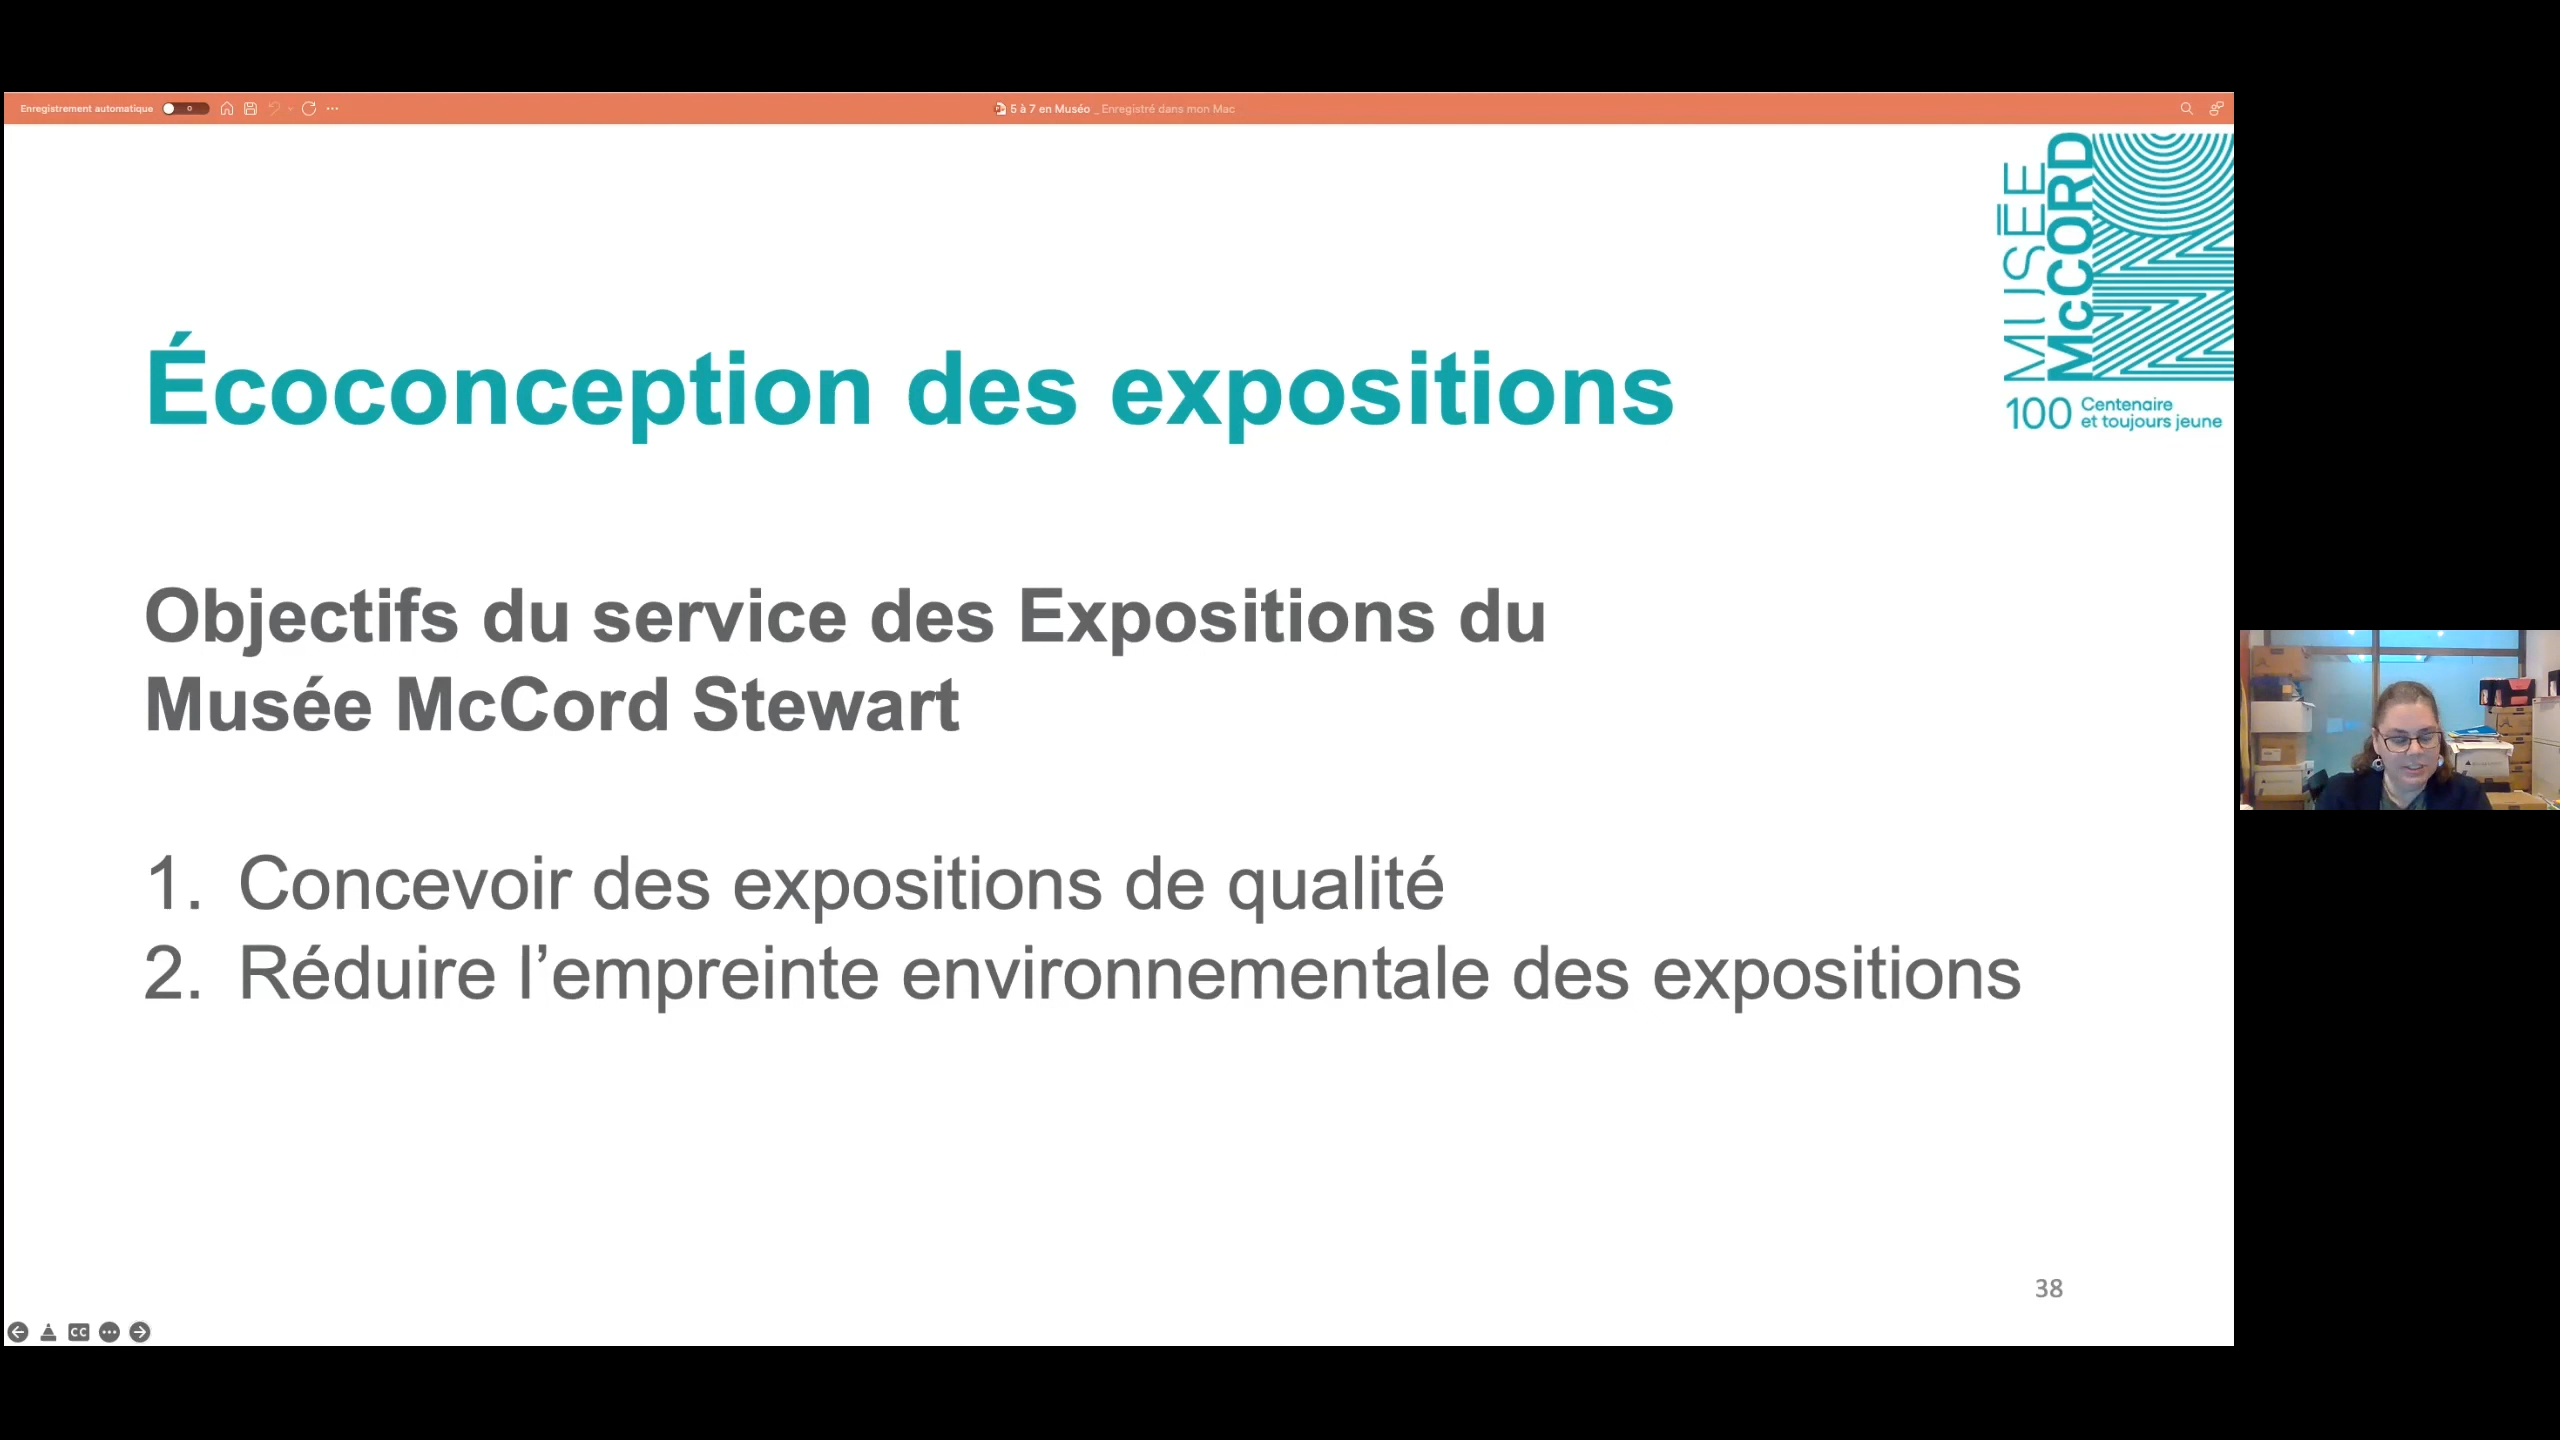 Enregistrement automatique
5 à 7 en Muséo _ Enregistré dans mon Mac
MUSÉE
McCORD
100 Centenaire
et toujours jeune
Écoconception des expositions
Objectifs du service des Expositions du
Musée McCord Stewart
1. Concevoir des expositions de qualité
2. Réduire l’empreinte environnementale des expositions
38
CC